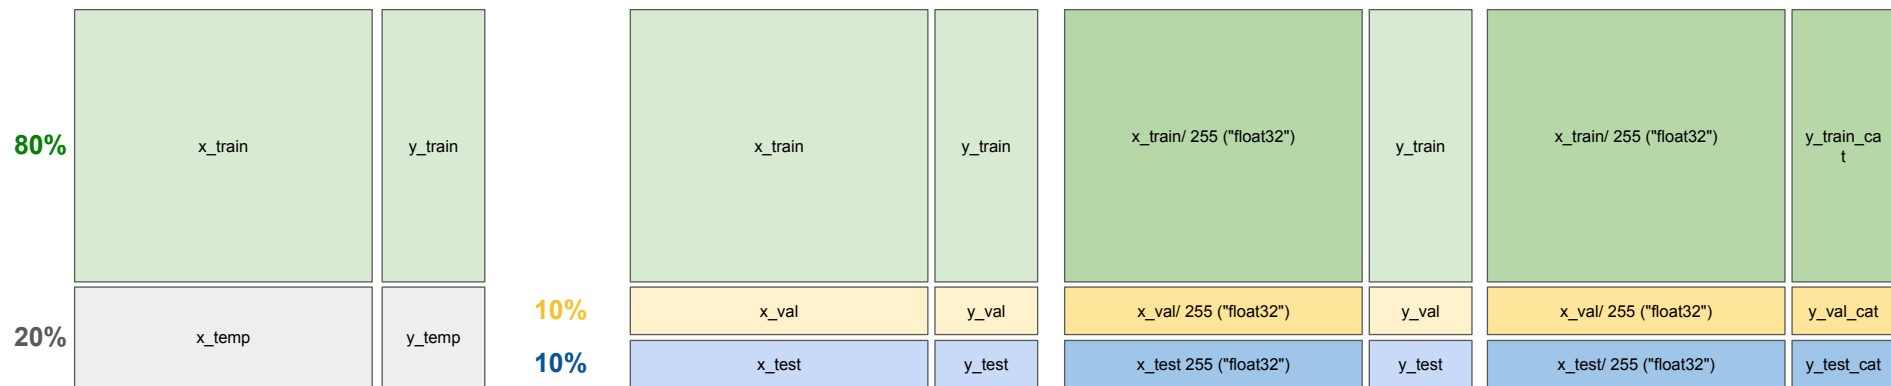 80%
x_train
y_train
20%
x_temp
y_temp
x_train
y_train
10%
x_val
y_val
10%
x_test
y_test
x_train/ 255 ("float32")
y_train
x_val/ 255 ("float32")
y_val
x_test 255 ("float32")
y_test
x_train/ 255 ("float32")
y_train_ca
t
x_val/ 255 ("float32")
y_val_cat
x_test/ 255 ("float32")
y_test_cat